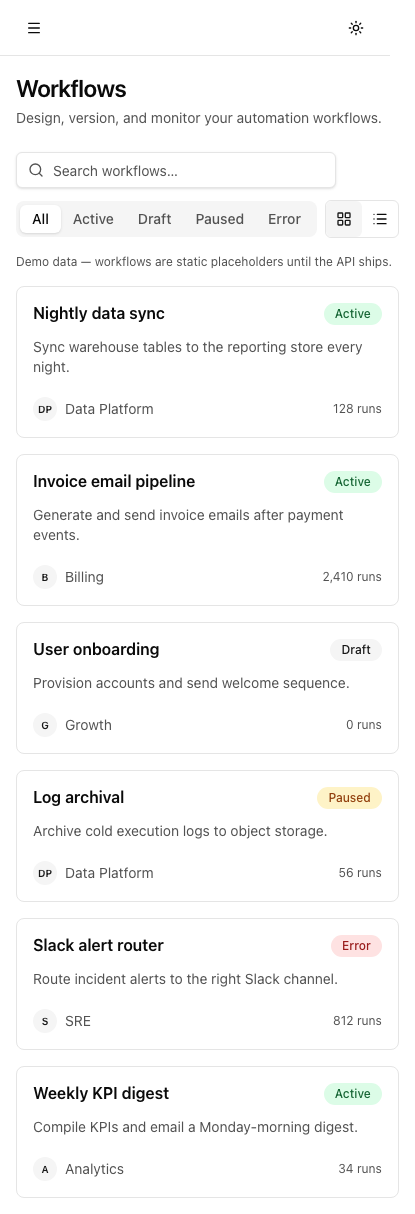 Workflows
Design, version, and monitor your automation workflows.
Search workflows...
All Active Draft Paused Error
Demo data — workflows are static placeholders until the API ships.
Nightly data sync Active
Sync warehouse tables to the reporting store every
night.
DP Data Platform 128 runs
Invoice email pipeline Active
Generate and send invoice emails after payment
events.
B Billing 2,410 runs
User onboarding Draft
Provision accounts and send welcome sequence.
G Growth 0 runs
Log archival Paused
Archive cold execution logs to object storage.
DP Data Platform 56 runs
Slack alert router Error
Route incident alerts to the right Slack channel.
S SRE 812 runs
Weekly KPI digest Active
Compile KPIs and email a Monday-morning digest.
A Analytics 34 runs